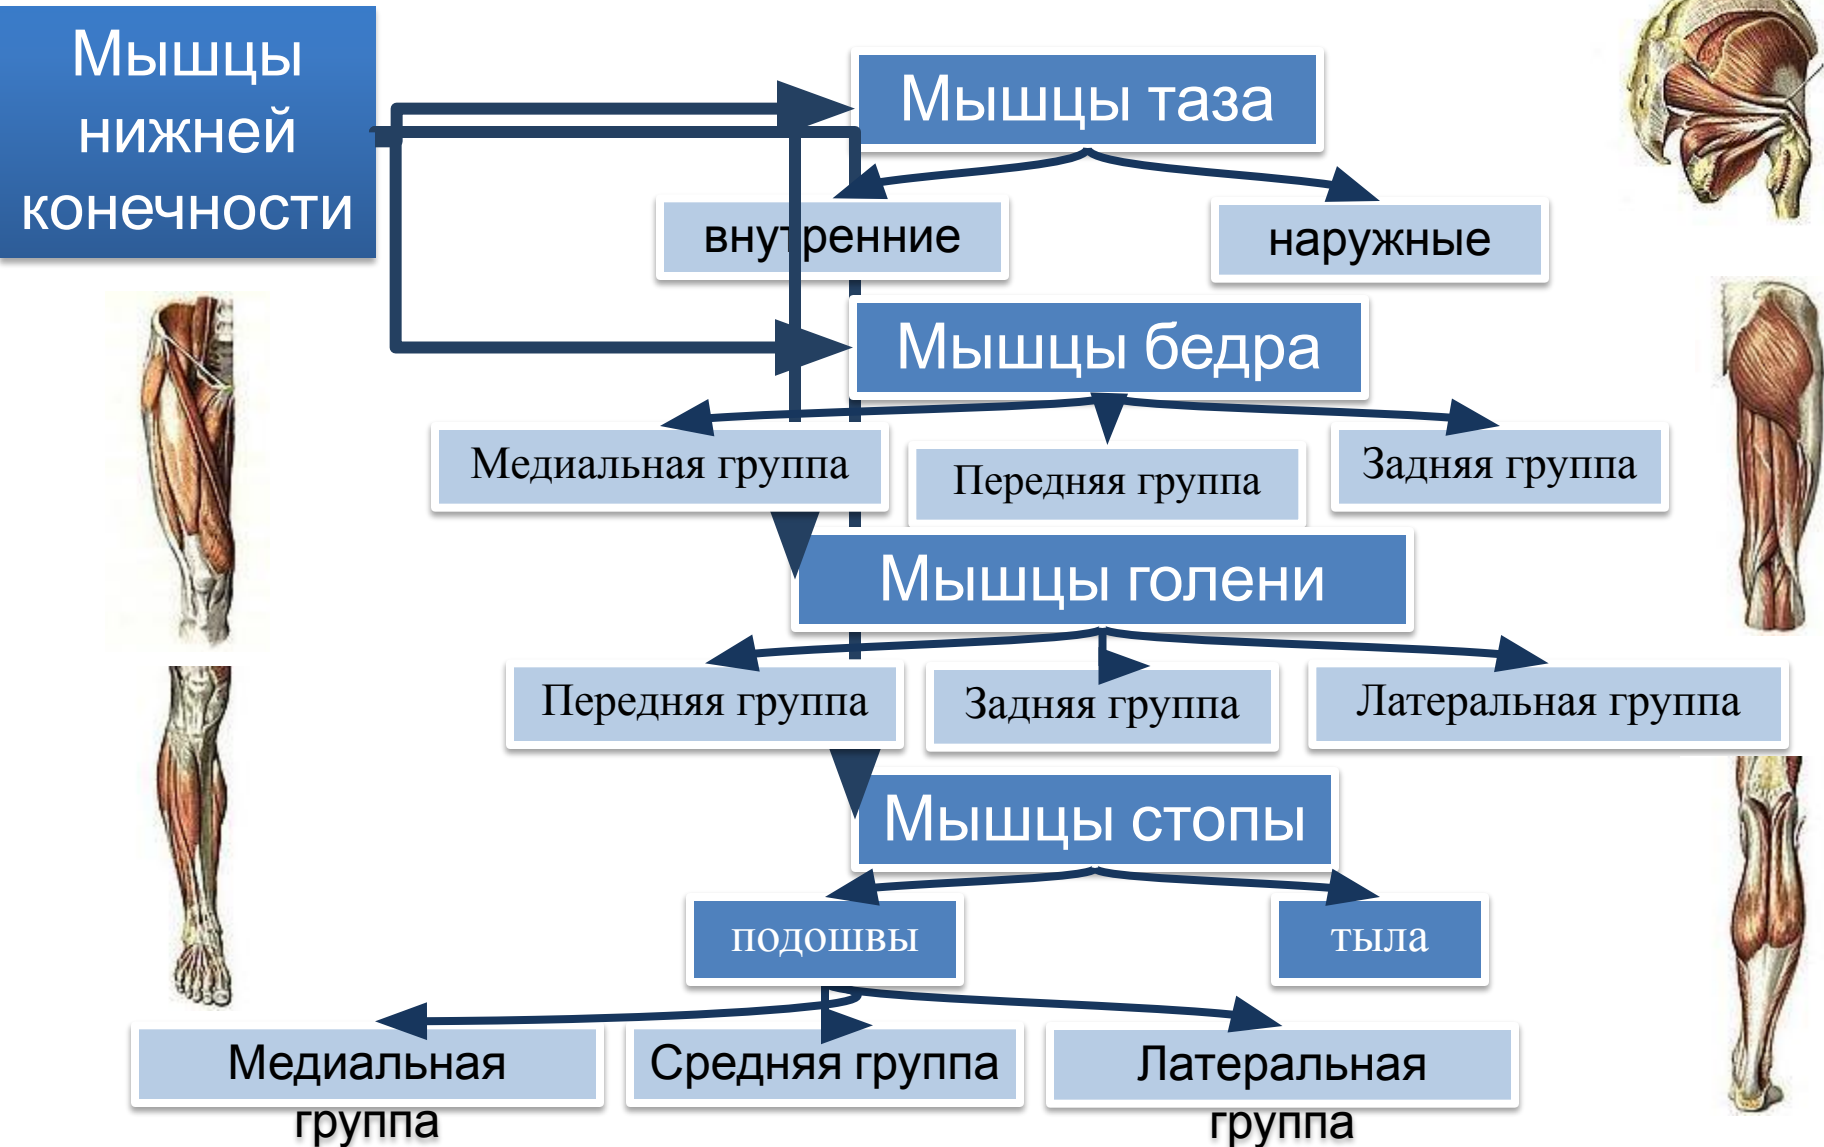 Мышцы
нижней
конечности
Мышцы таза
внутренние
наружные
Мышцы бедра
Медиальная группа
Передняя группа
Задняя группа
Мышцы голени
Передняя группа
Задняя группа
Латеральная группа
Мышцы стопы
подошвы
тыла
Медиальная
группа
Средняя группа
Латеральная
группа